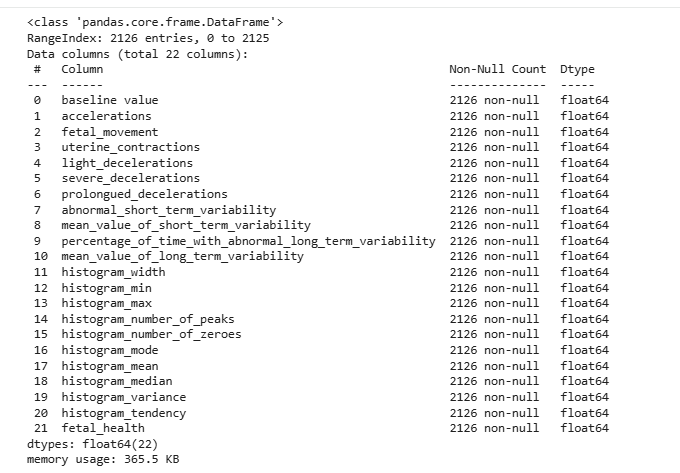 <class 'pandas.core.frame.DataFrame'>
RangeIndex: 2126 entries, 0 to 2125
Data columns (total 22 columns):
 #   Column                                                  Non-Null Count  Dtype
---  ------                                                  --------------  -----
 0   baseline value                                          2126 non-null   float64
 1   accelerations                                           2126 non-null   float64
 2   fetal_movement                                          2126 non-null   float64
 3   uterine_contractions                                    2126 non-null   float64
 4   light_decelerations                                     2126 non-null   float64
 5   severe_decelerations                                    2126 non-null   float64
 6   prolongued_decelerations                                2126 non-null   float64
 7   abnormal_short_term_variability                         2126 non-null   float64
 8   mean_value_of_short_term_variability                    2126 non-null   float64
 9   percentage_of_time_with_abnormal_long_term_variability  2126 non-null   float64
 10  mean_value_of_long_term_variability                     2126 non-null   float64
 11  histogram_width                                         2126 non-null   float64
 12  histogram_min                                           2126 non-null   float64
 13  histogram_max                                           2126 non-null   float64
 14  histogram_number_of_peaks                               2126 non-null   float64
 15  histogram_number_of_zeroes                              2126 non-null   float64
 16  histogram_mode                                          2126 non-null   float64
 17  histogram_mean                                          2126 non-null   float64
 18  histogram_median                                        2126 non-null   float64
 19  histogram_variance                                      2126 non-null   float64
 20  histogram_tendency                                      2126 non-null   float64
 21  fetal_health                                            2126 non-null   float64
dtypes: float64(22)
memory usage: 365.5 KB